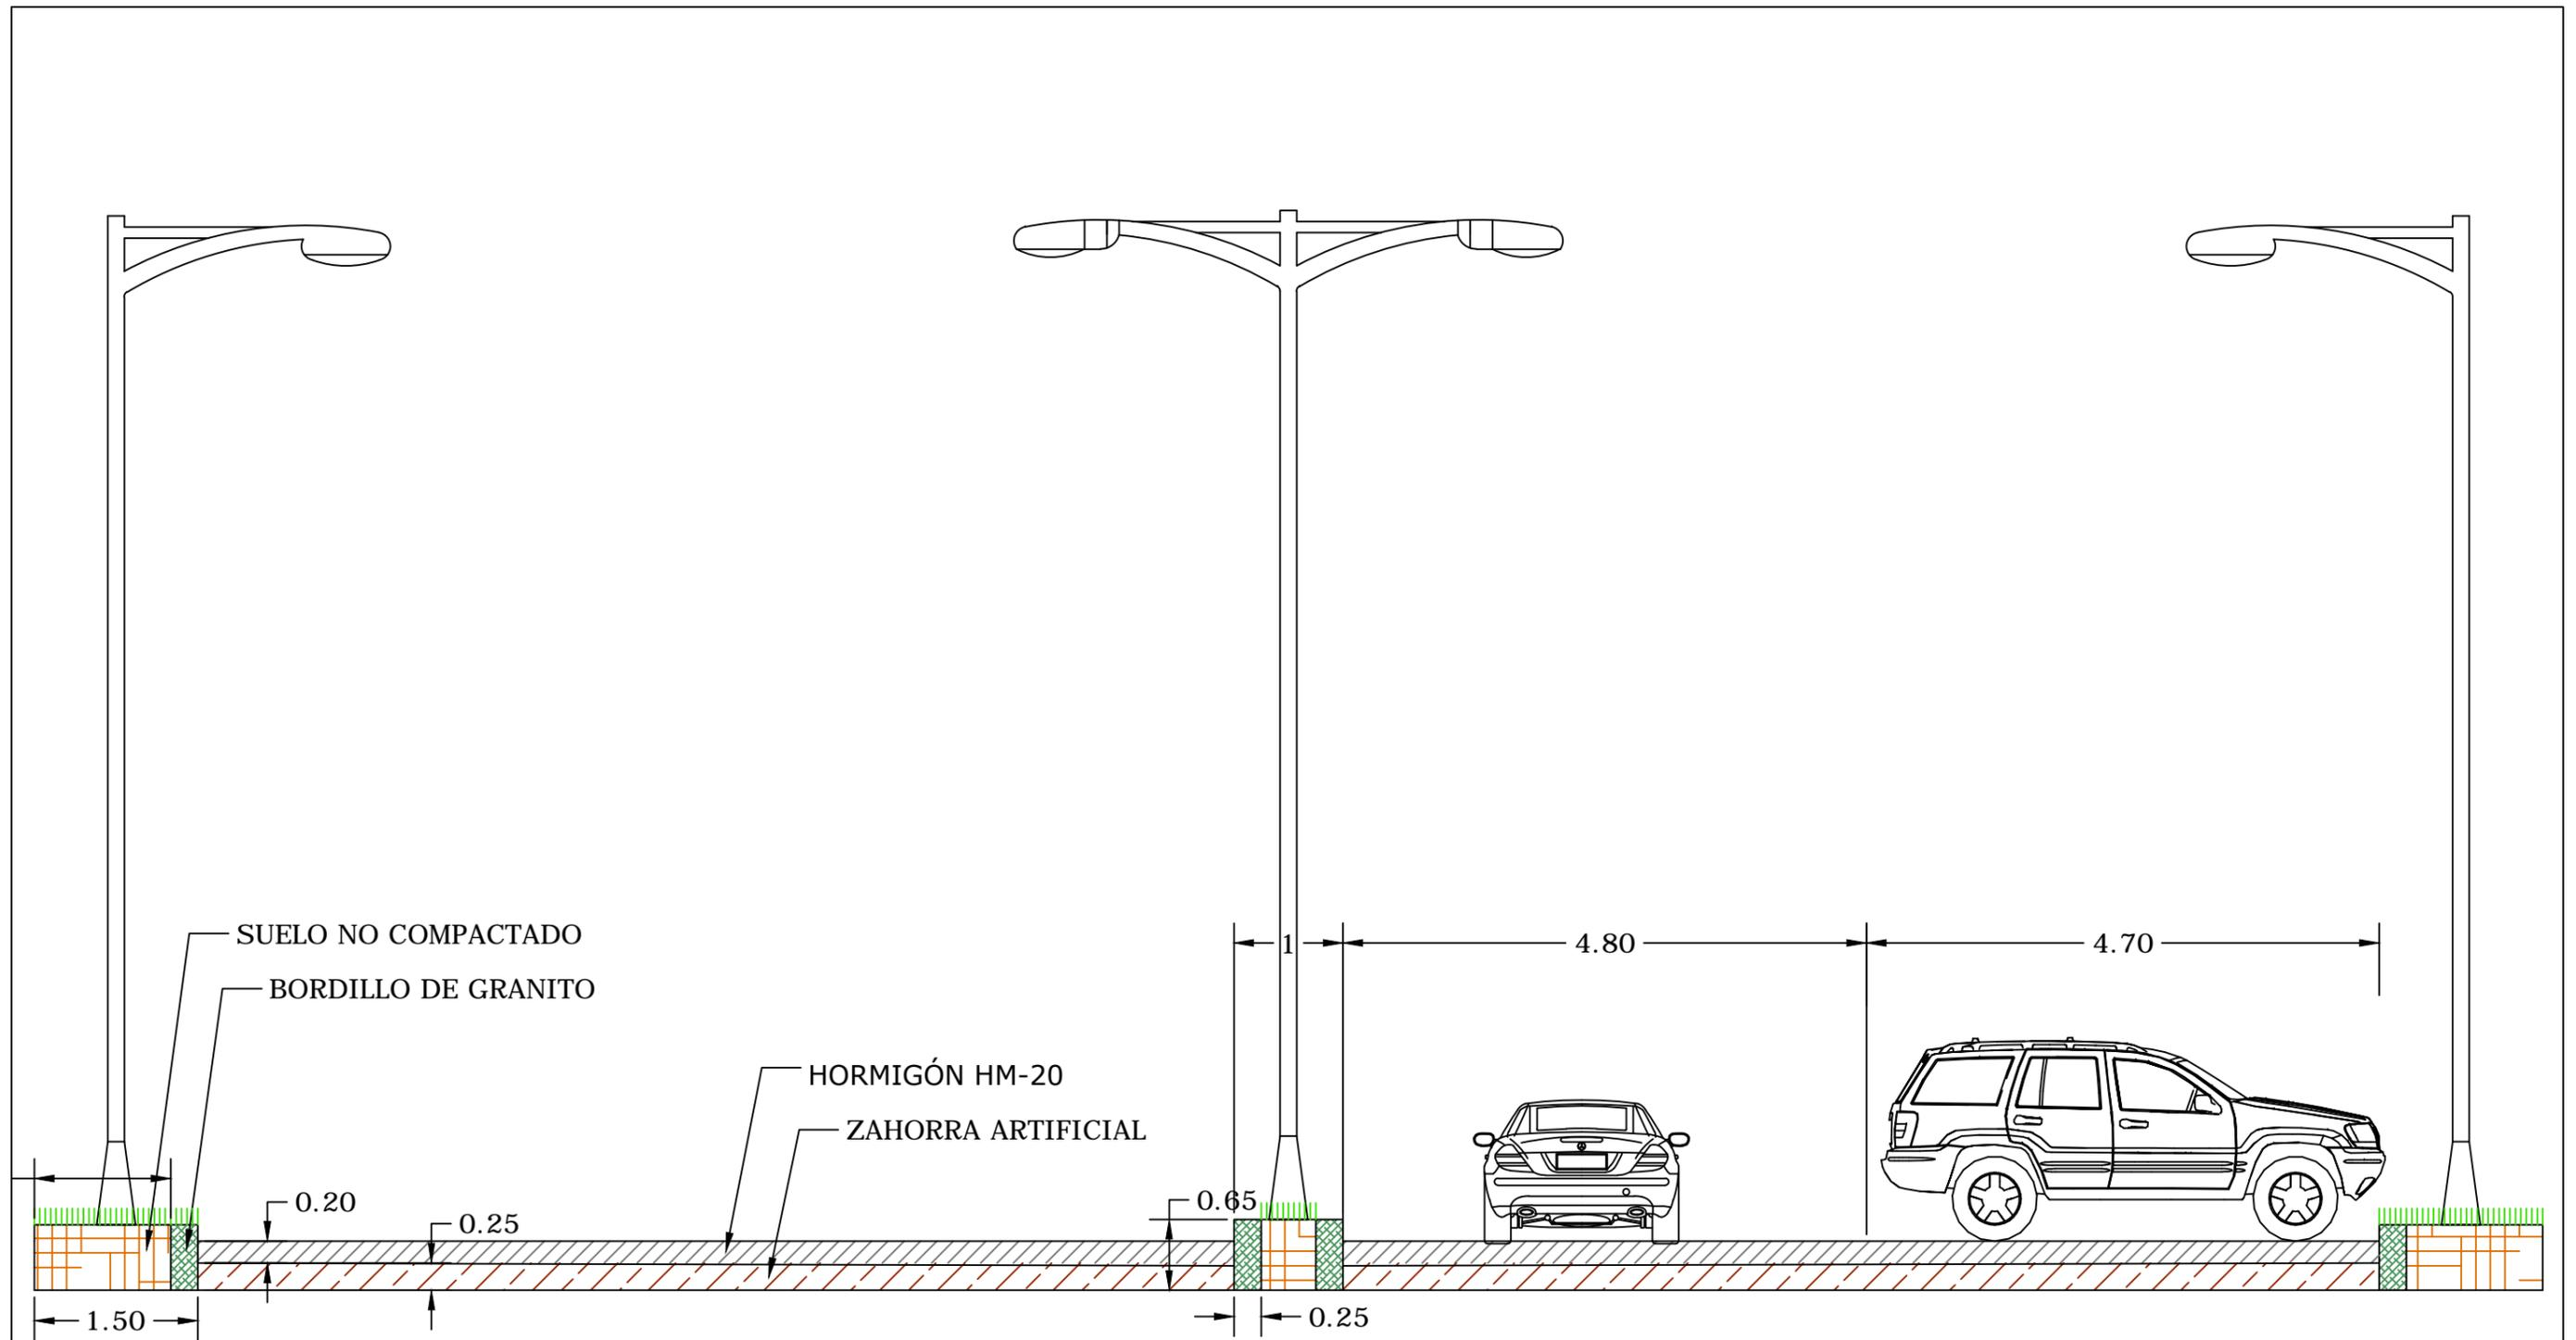 SUELO NO COMPACTADO
1
4.80
4.70
BORDILLO DE GRANITO
HORMIGÓN HM-20
ZAHORRA ARTIFICIAL
0.20
0.65
0.25
1.50
0.25